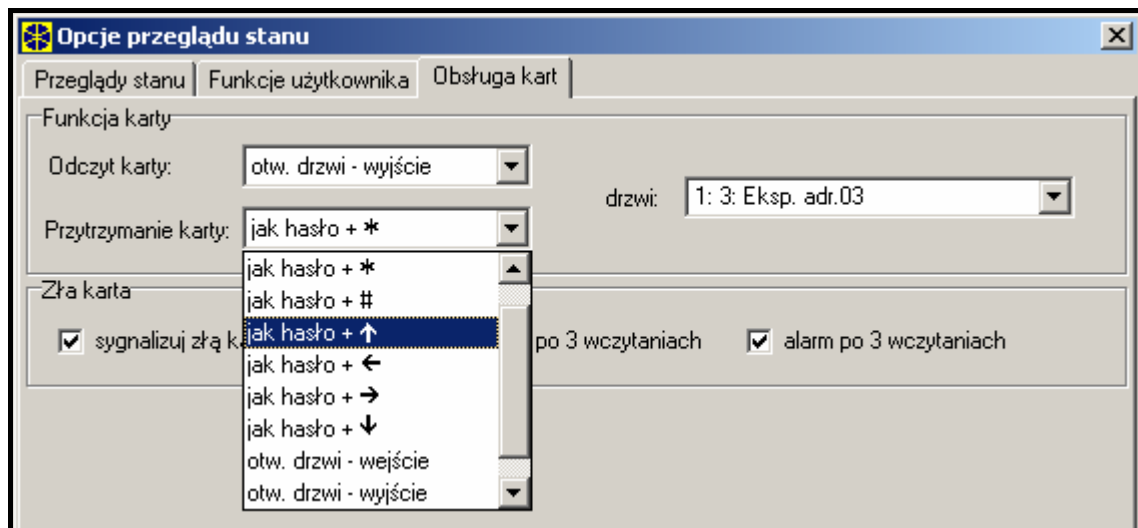 Opcje przeglądu stanu
Przeglądy stanu Funkcje użytkownika Obsługa kart
Funkcja karty
Odczyt karty: otw. drzwi - wyjście
drzwi: 1: 3: Eksp. adr.03
Przytrzymanie karty: jak hasło + *
jak hasło + *
jak hasło + #
jak hasło + ↑
jak hasło + ←
jak hasło + →
jak hasło + ↓
otw. drzwi - wejście
otw. drzwi - wyjście
Zła karta
sygnalizuj złą po 3 wczytaniach alarm po 3 wczytaniach